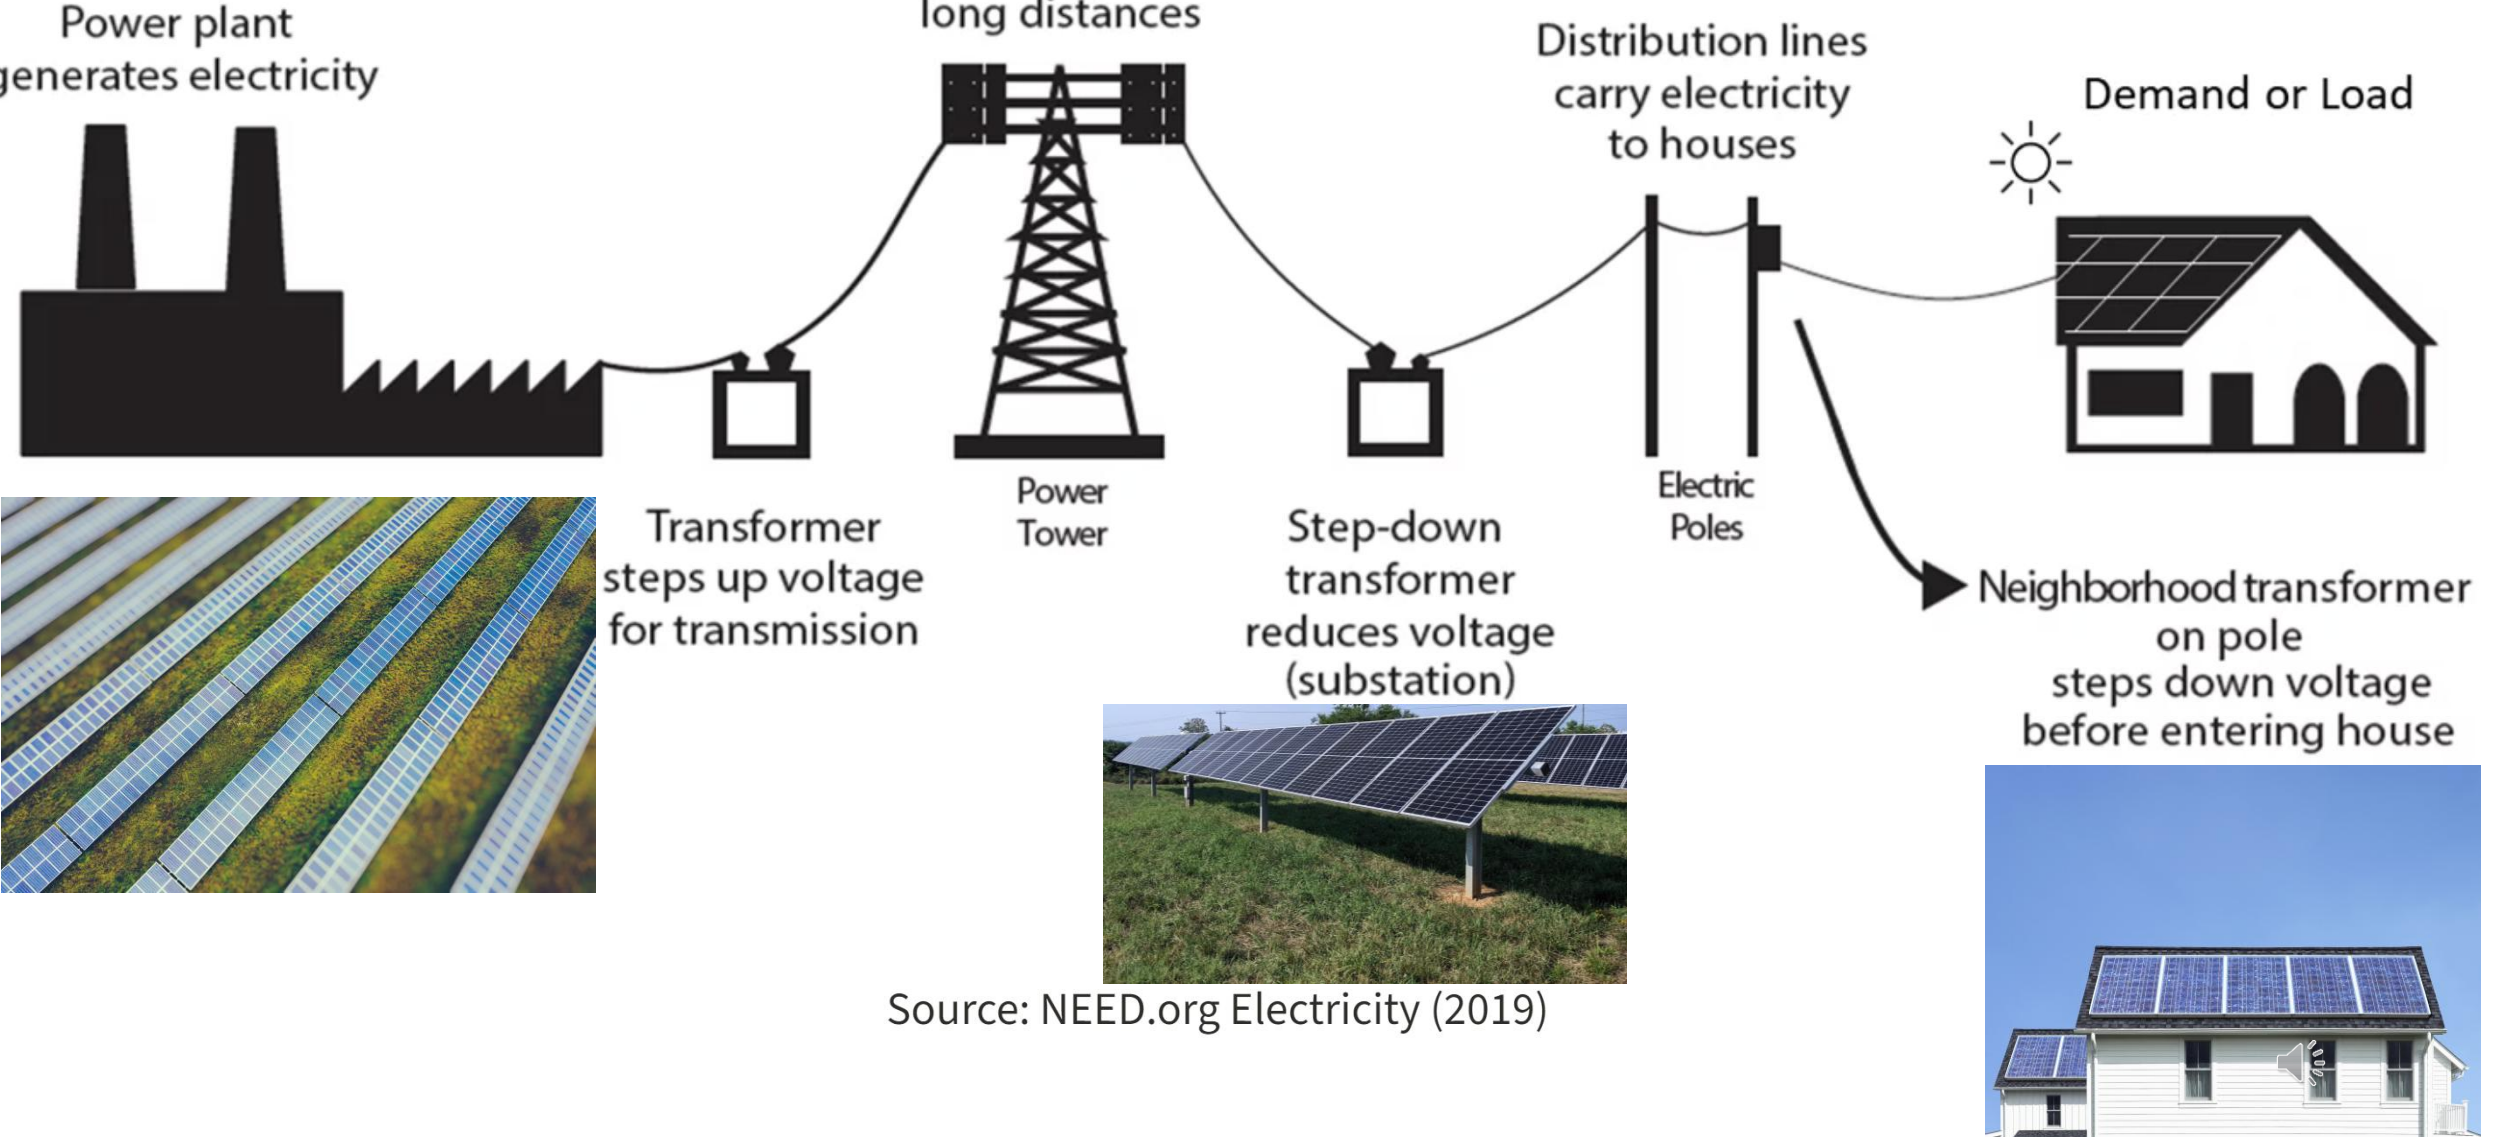 Power plant
generates electricity
long distances
Distribution lines
carry electricity
to houses
Demand or Load
Transformer
steps up voltage
for transmission
Power
Tower
Step-down
transformer
reduces voltage
(substation)
Electric
Poles
Neighborhood transformer
on pole
steps down voltage
before entering house
Source: NEED.org Electricity (2019)